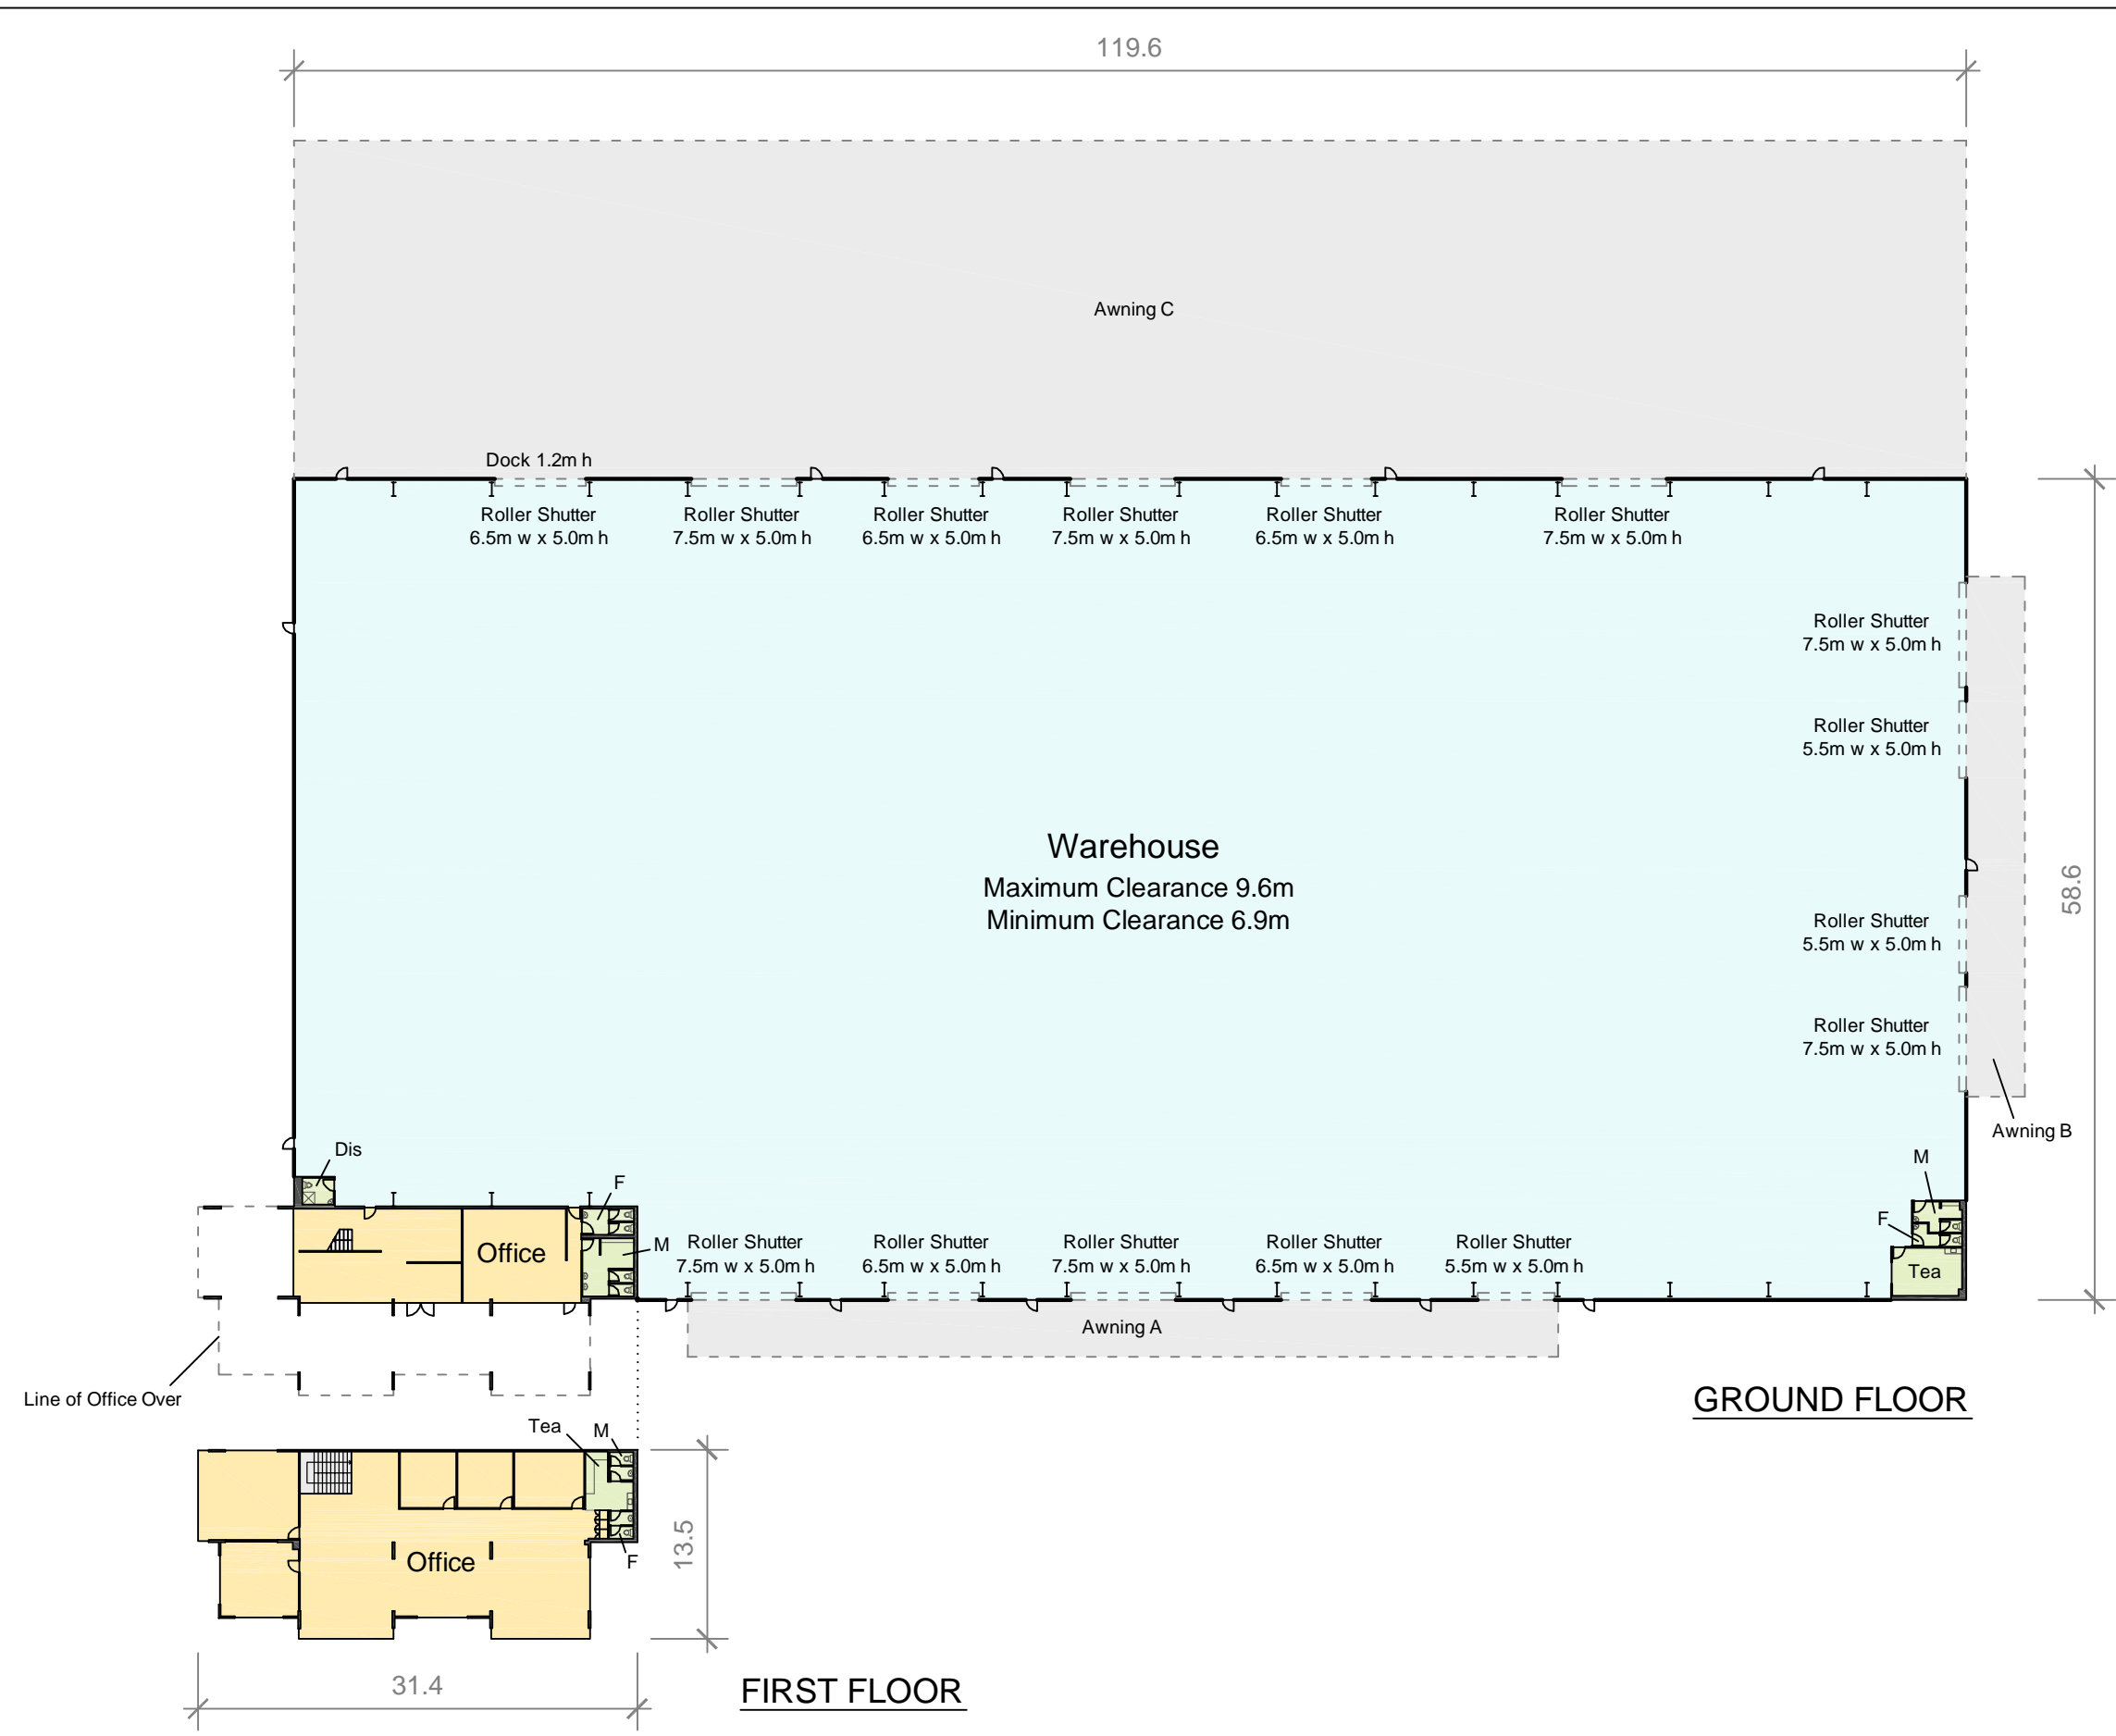 119.6
Awning C
Dock 1.2m h
Roller Shutter
6.5m w x 5.0m h
Roller Shutter
7.5m w x 5.0m h
Roller Shutter
6.5m w x 5.0m h
Roller Shutter
7.5m w x 5.0m h
Roller Shutter
6.5m w x 5.0m h
Roller Shutter
7.5m w x 5.0m h
Roller Shutter
7.5m w x 5.0m h
Roller Shutter
5.5m w x 5.0m h
Warehouse
Maximum Clearance 9.6m
Minimum Clearance 6.9m
58.6
Roller Shutter
5.5m w x 5.0m h
Roller Shutter
7.5m w x 5.0m h
Awning B
Dis
F
M
Office
M
F
Tea
Roller Shutter
7.5m w x 5.0m h
Roller Shutter
6.5m w x 5.0m h
Roller Shutter
7.5m w x 5.0m h
Roller Shutter
6.5m w x 5.0m h
Roller Shutter
5.5m w x 5.0m h
Awning A
Line of Office Over
GROUND FLOOR
Tea
M
Office
F
13.5
31.4
FIRST FLOOR